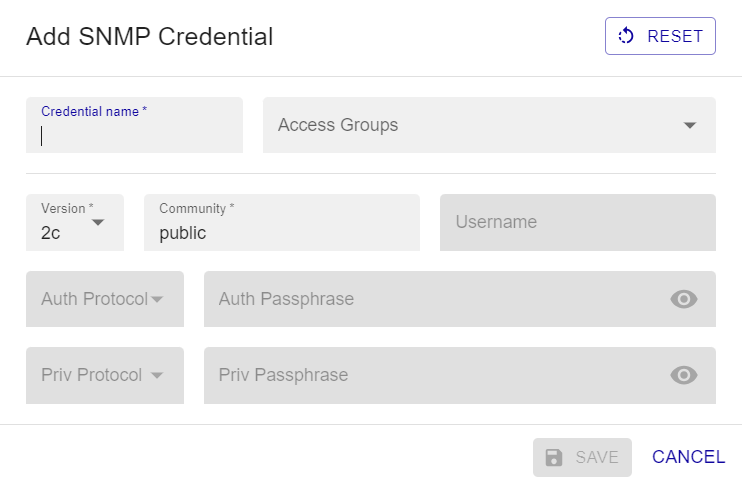 Add SNMP Credential
RESET
Credential name *
Access Groups
Version *
2c
Community *
public
Username
Auth Protocol
Auth Passphrase
Priv Protocol
Priv Passphrase
SAVE
CANCEL